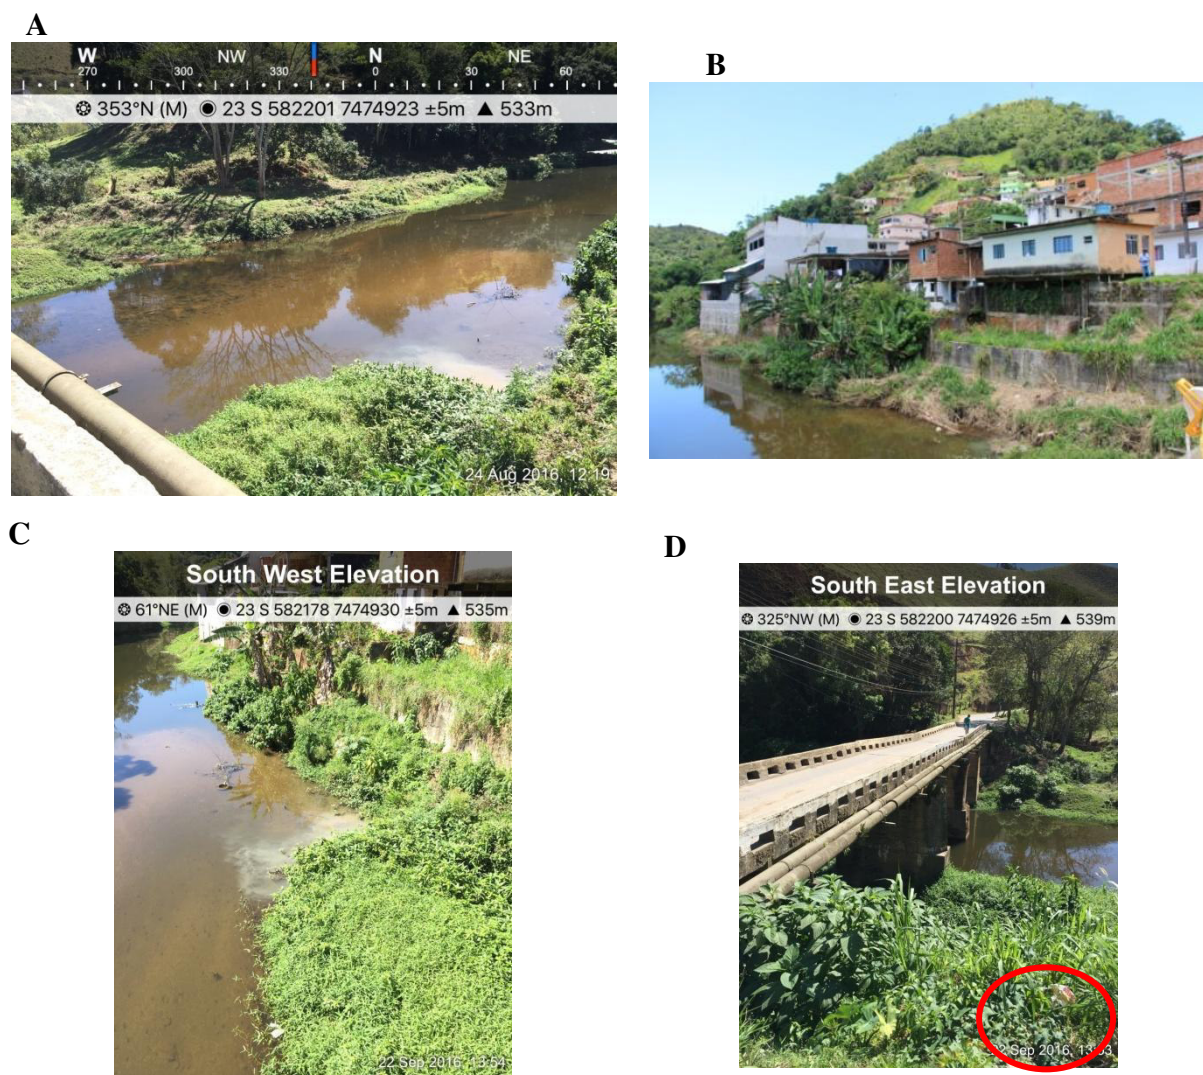 A
W NW N NE
270 300 330 0 30 60
353°N (M) 23 S 582201 7474923 ±5m ▲ 533m
24 Aug 2016, 12:19
B
C
South West Elevation
61°NE (M) 23 S 582178 7474930 ±5m ▲ 535m
22 Sep 2016, 13:54
D
South East Elevation
325°NW (M) 23 S 582200 7474926 ±5m ▲ 539m
Sep 2016,